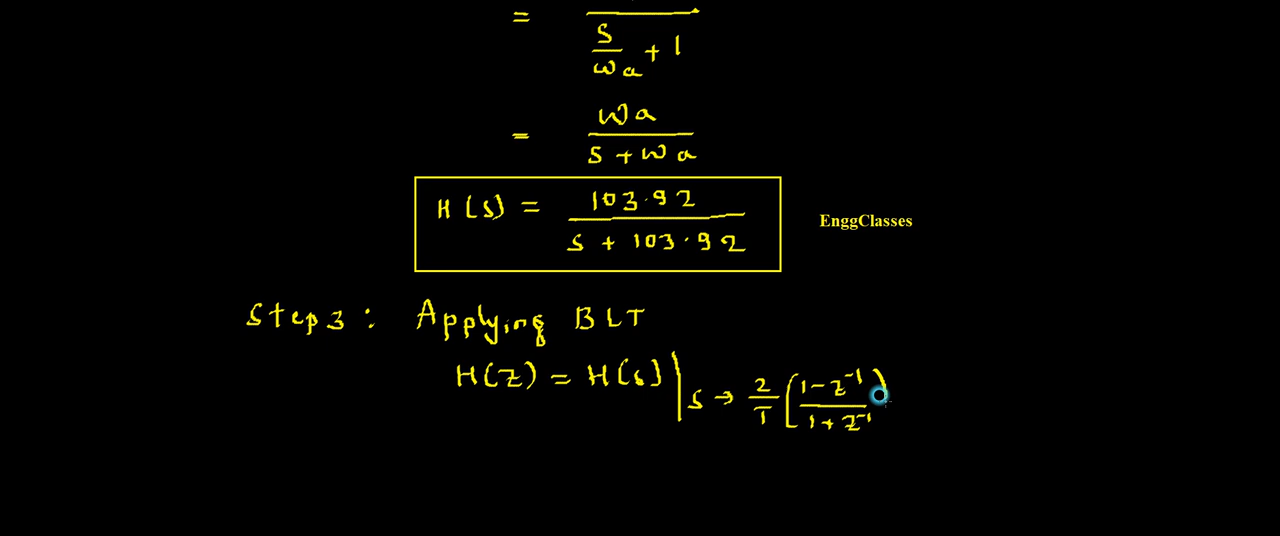 = ――― / (S/ωa + 1)
= ωa / (S + ωa)
H(S) = 103.92 / (S + 103.92)
EnggClasses
Step 3 : Applying BLT
H(Z) = H(S) | S → 2/T [ (1 - Z⁻¹) / (1 + Z⁻¹)